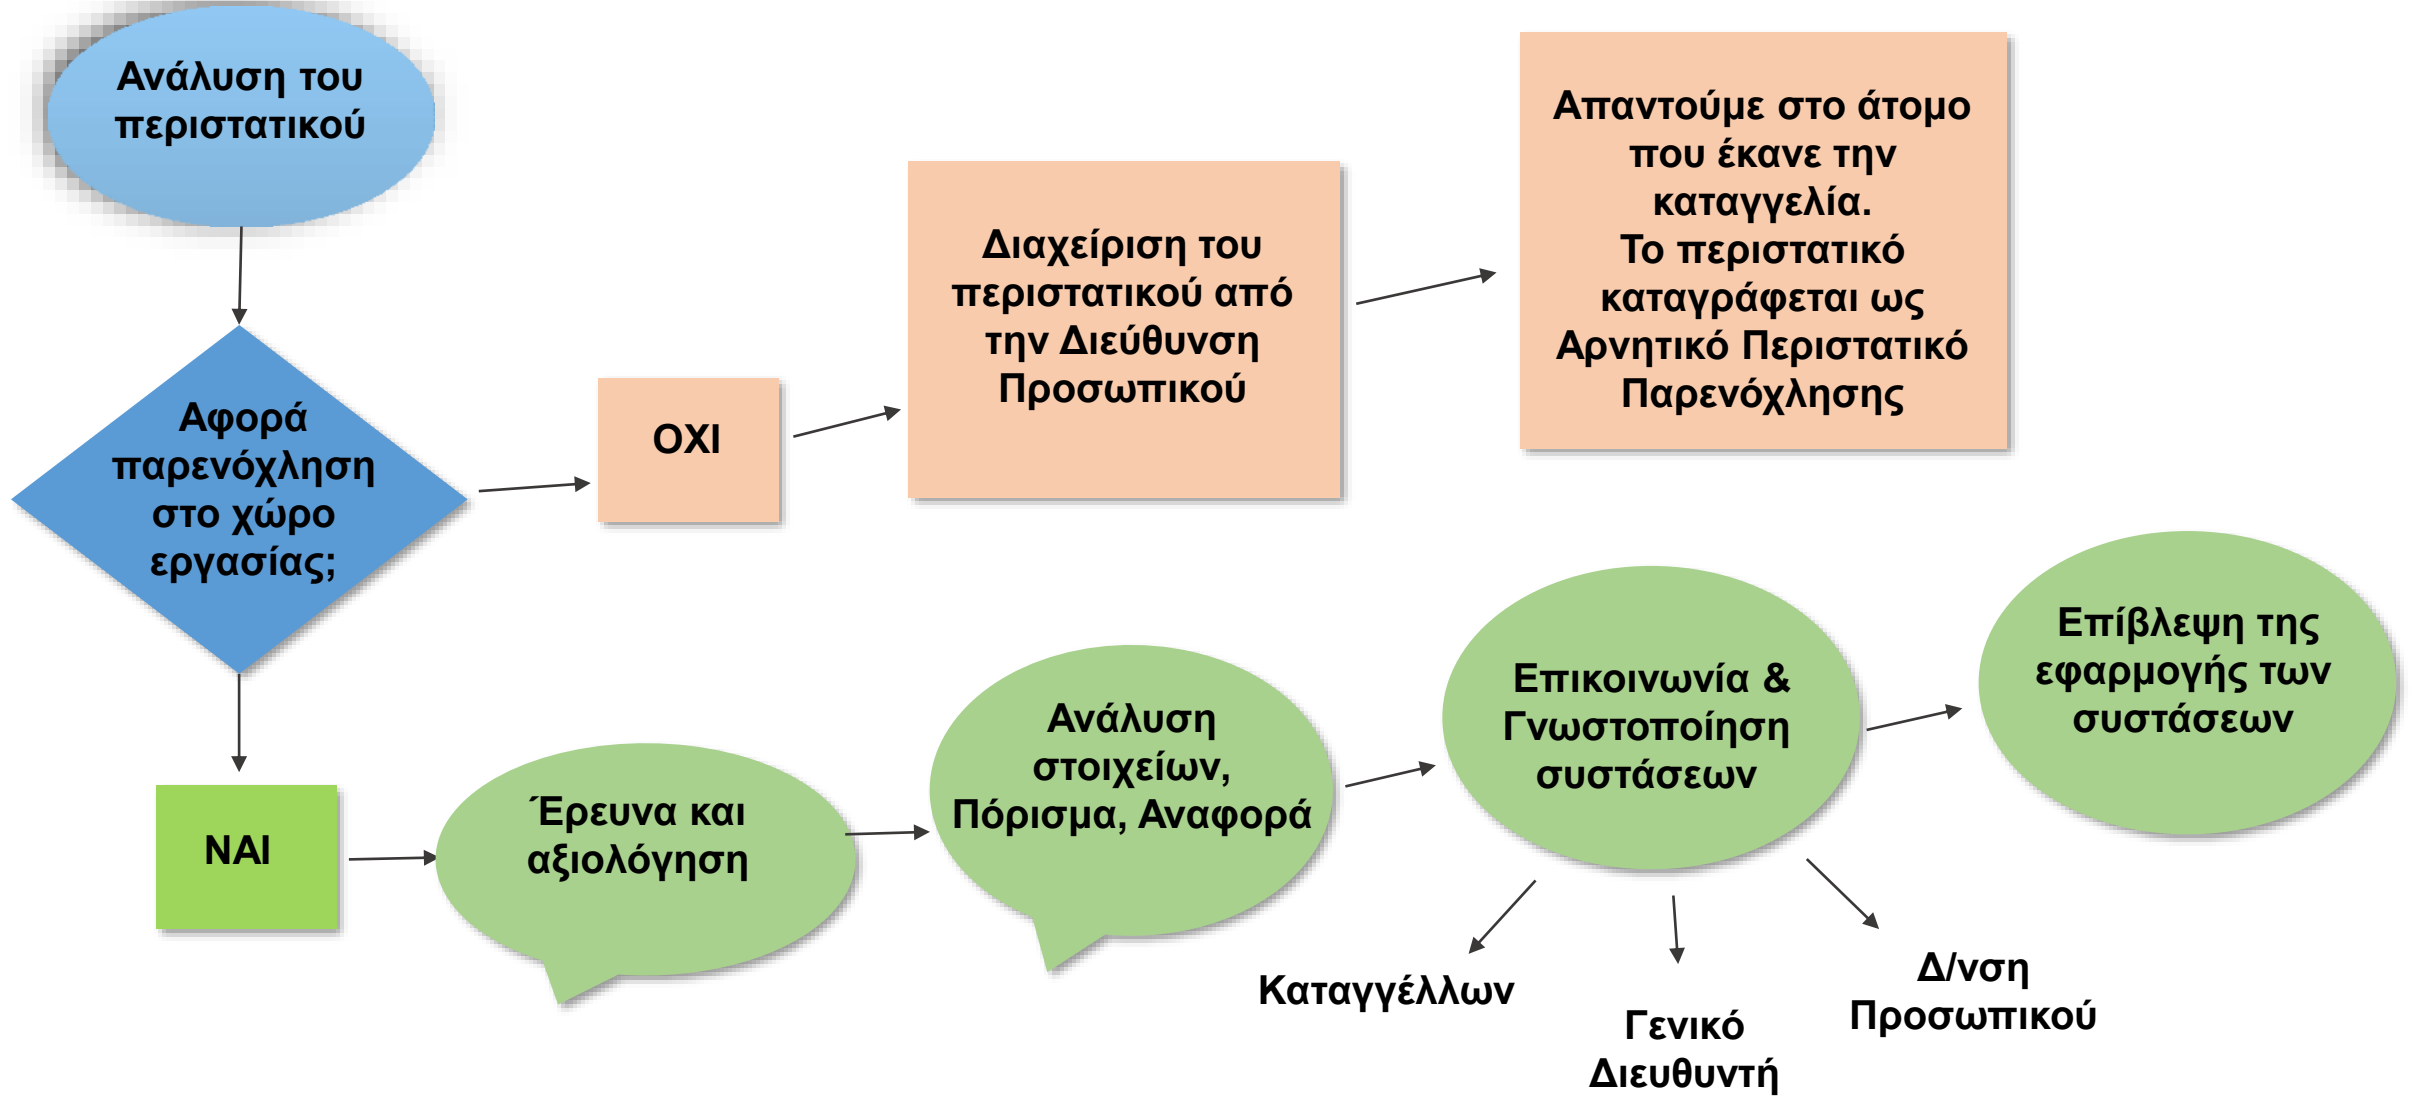 Ανάλυση του
περιστατικού
Αφορά
παρενόχληση
στο χώρο
εργασίας;
ΟΧΙ
Διαχείριση του
περιστατικού από
την Διεύθυνση
Προσωπικού
Απαντούμε στο άτομο
που έκανε την
καταγγελία.
Το περιστατικό
καταγράφεται ως
Αρνητικό Περιστατικό
Παρενόχλησης
ΝΑΙ
Έρευνα και
αξιολόγηση
Ανάλυση
στοιχείων,
Πόρισμα, Αναφορά
Επικοινωνία &
Γνωστοποίηση
συστάσεων
Επίβλεψη της
εφαρμογής των
συστάσεων
Καταγγέλλων
Γενικό
Διευθυντή
Δ/νση
Προσωπικού